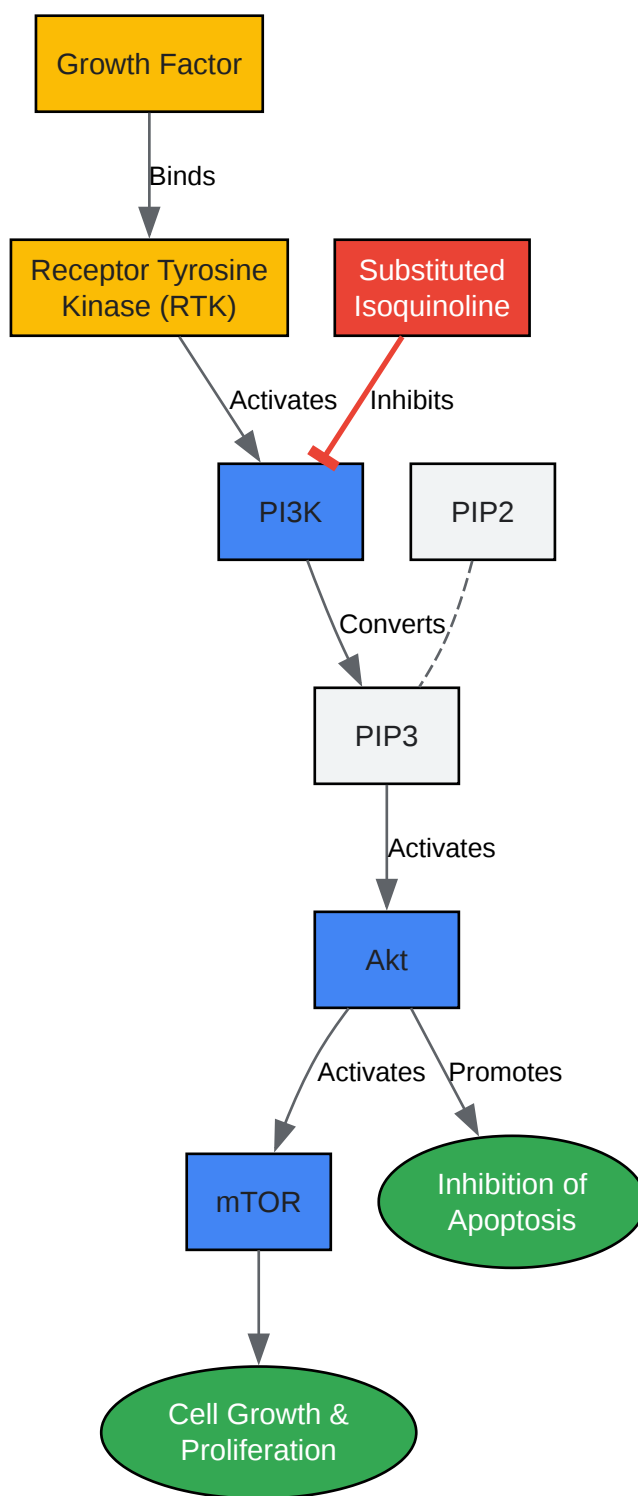 Growth Factor
Binds
Receptor Tyrosine
Kinase (RTK)
Substituted
Isoquinoline
Activates
Inhibits
PI3K
PIP2
Converts
PIP3
Activates
Akt
Activates
Promotes
mTOR
Inhibition of
Apoptosis
Cell Growth &
Proliferation